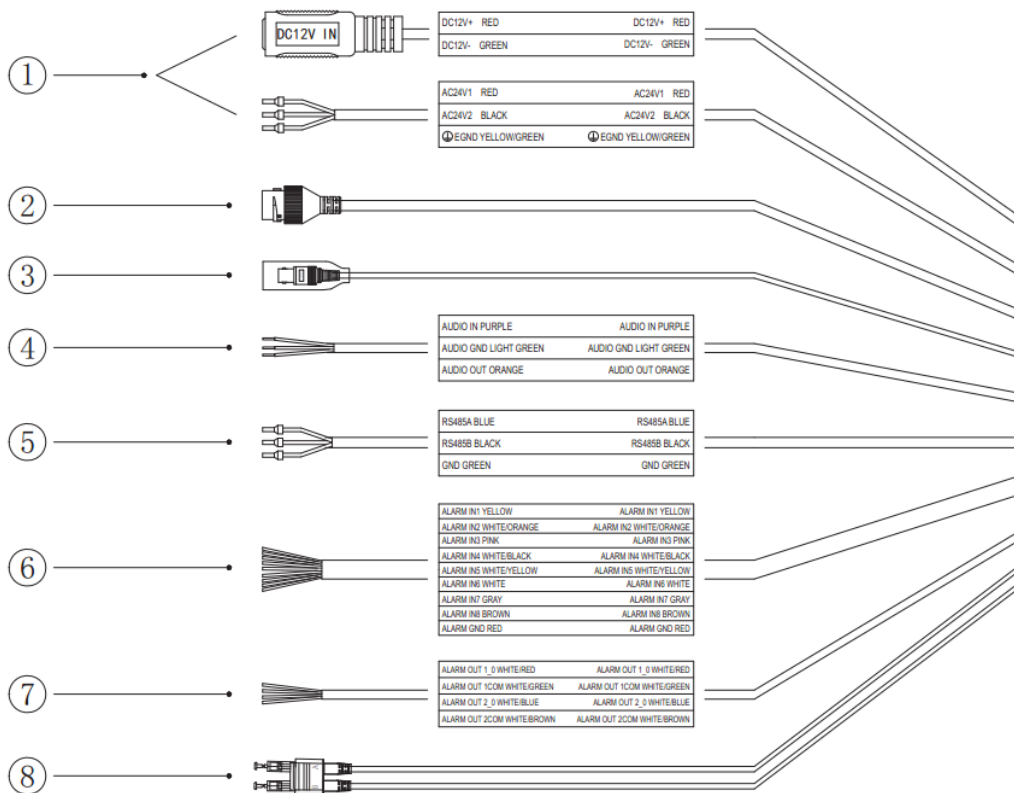 ①
DC12V IN
DC12V+ RED DC12V+ RED
DC12V- GREEN DC12V- GREEN
AC24V1 RED AC24V1 RED
AC24V2 BLACK AC24V2 BLACK
⏚ EGND YELLOW/GREEN ⏚ EGND YELLOW/GREEN
②
③
④
AUDIO IN PURPLE AUDIO IN PURPLE
AUDIO GND LIGHT GREEN AUDIO GND LIGHT GREEN
AUDIO OUT ORANGE AUDIO OUT ORANGE
⑤
RS485A BLUE RS485A BLUE
RS485B BLACK RS485B BLACK
GND GREEN GND GREEN
⑥
ALARM IN1 YELLOW ALARM IN1 YELLOW
ALARM IN2 WHITE/ORANGE ALARM IN2 WHITE/ORANGE
ALARM IN3 PINK ALARM IN3 PINK
ALARM IN4 WHITE/BLACK ALARM IN4 WHITE/BLACK
ALARM IN5 WHITE/YELLOW ALARM IN5 WHITE/YELLOW
ALARM IN6 WHITE ALARM IN6 WHITE
ALARM IN7 GRAY ALARM IN7 GRAY
ALARM IN8 BROWN ALARM IN8 BROWN
ALARM GND RED ALARM GND RED
⑦
ALARM OUT 1_0 WHITE/RED ALARM OUT 1_0 WHITE/RED
ALARM OUT 1COM WHITE/GREEN ALARM OUT 1COM WHITE/GREEN
ALARM OUT 2_0 WHITE/BLUE ALARM OUT 2_0 WHITE/BLUE
ALARM OUT 2COM WHITE/BROWN ALARM OUT 2COM WHITE/BROWN
⑧